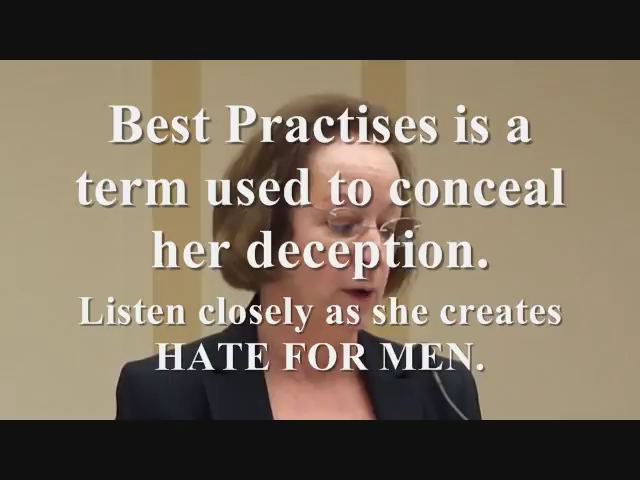 Best Practises is a
term used to conceal
her deception.
Listen closely as she creates
HATE FOR MEN.